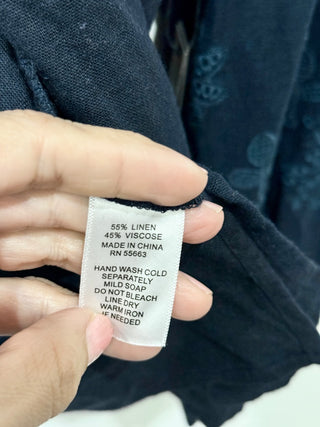 55% LINEN
45% VISCOSE
MADE IN CHINA
RN 55663
HAND WASH COLD
SEPARATELY
MILD SOAP
DO NOT BLEACH
LINE DRY
WARM IRON
IF NEEDED